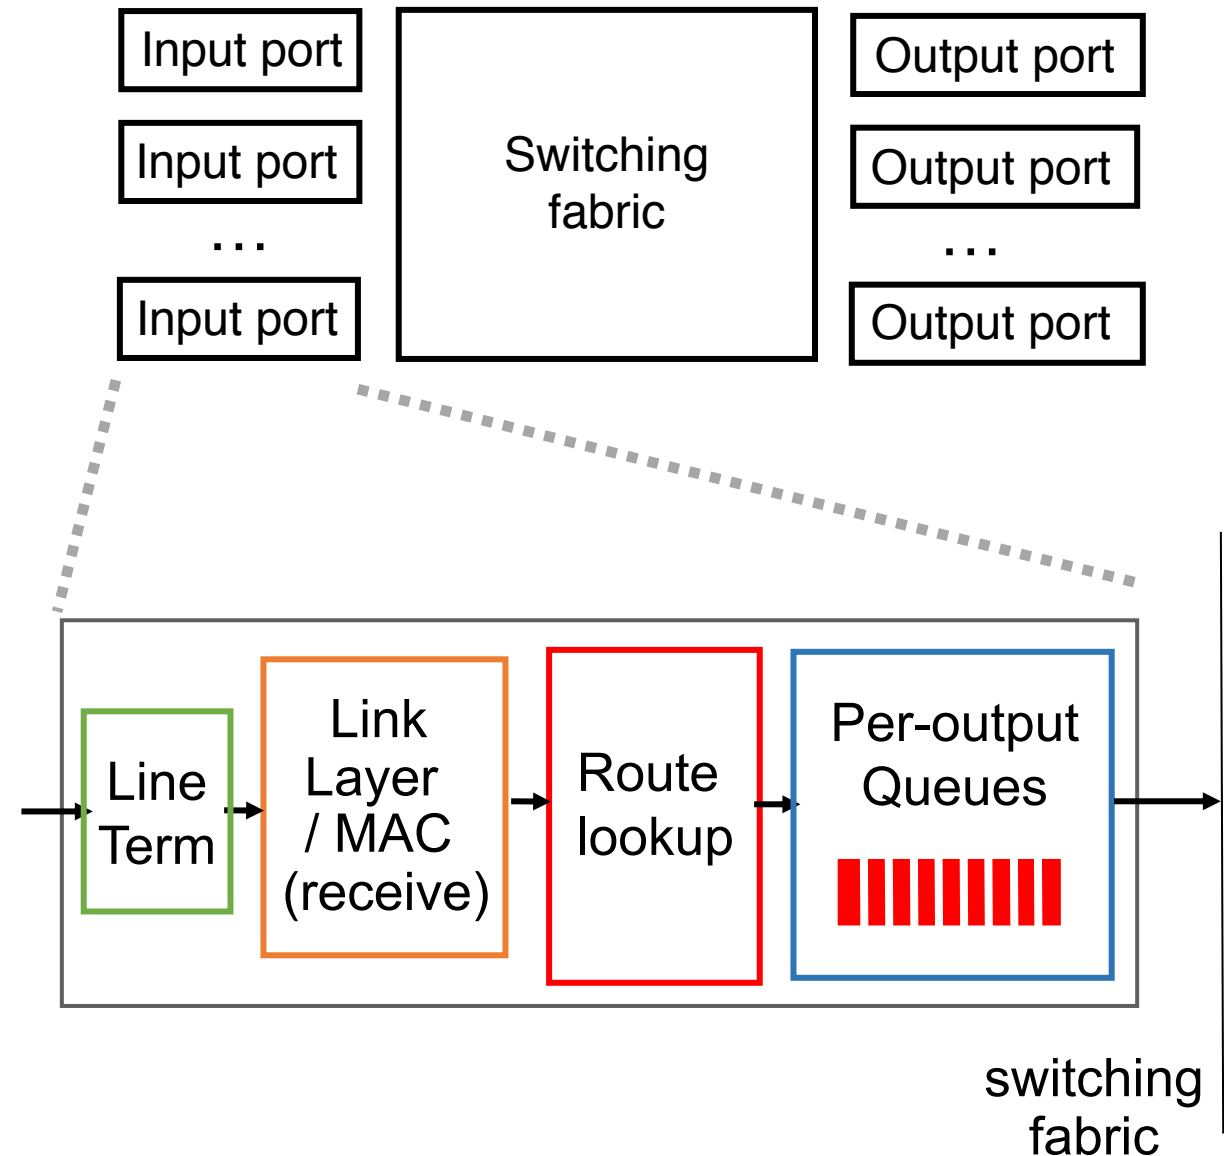 Input port
Input port
…
Input port
Switching
fabric
Output port
Output port
…
Output port
Line
Term
Link
Layer
/ MAC
(receive)
Route
lookup
Per-output
Queues
switching
fabric